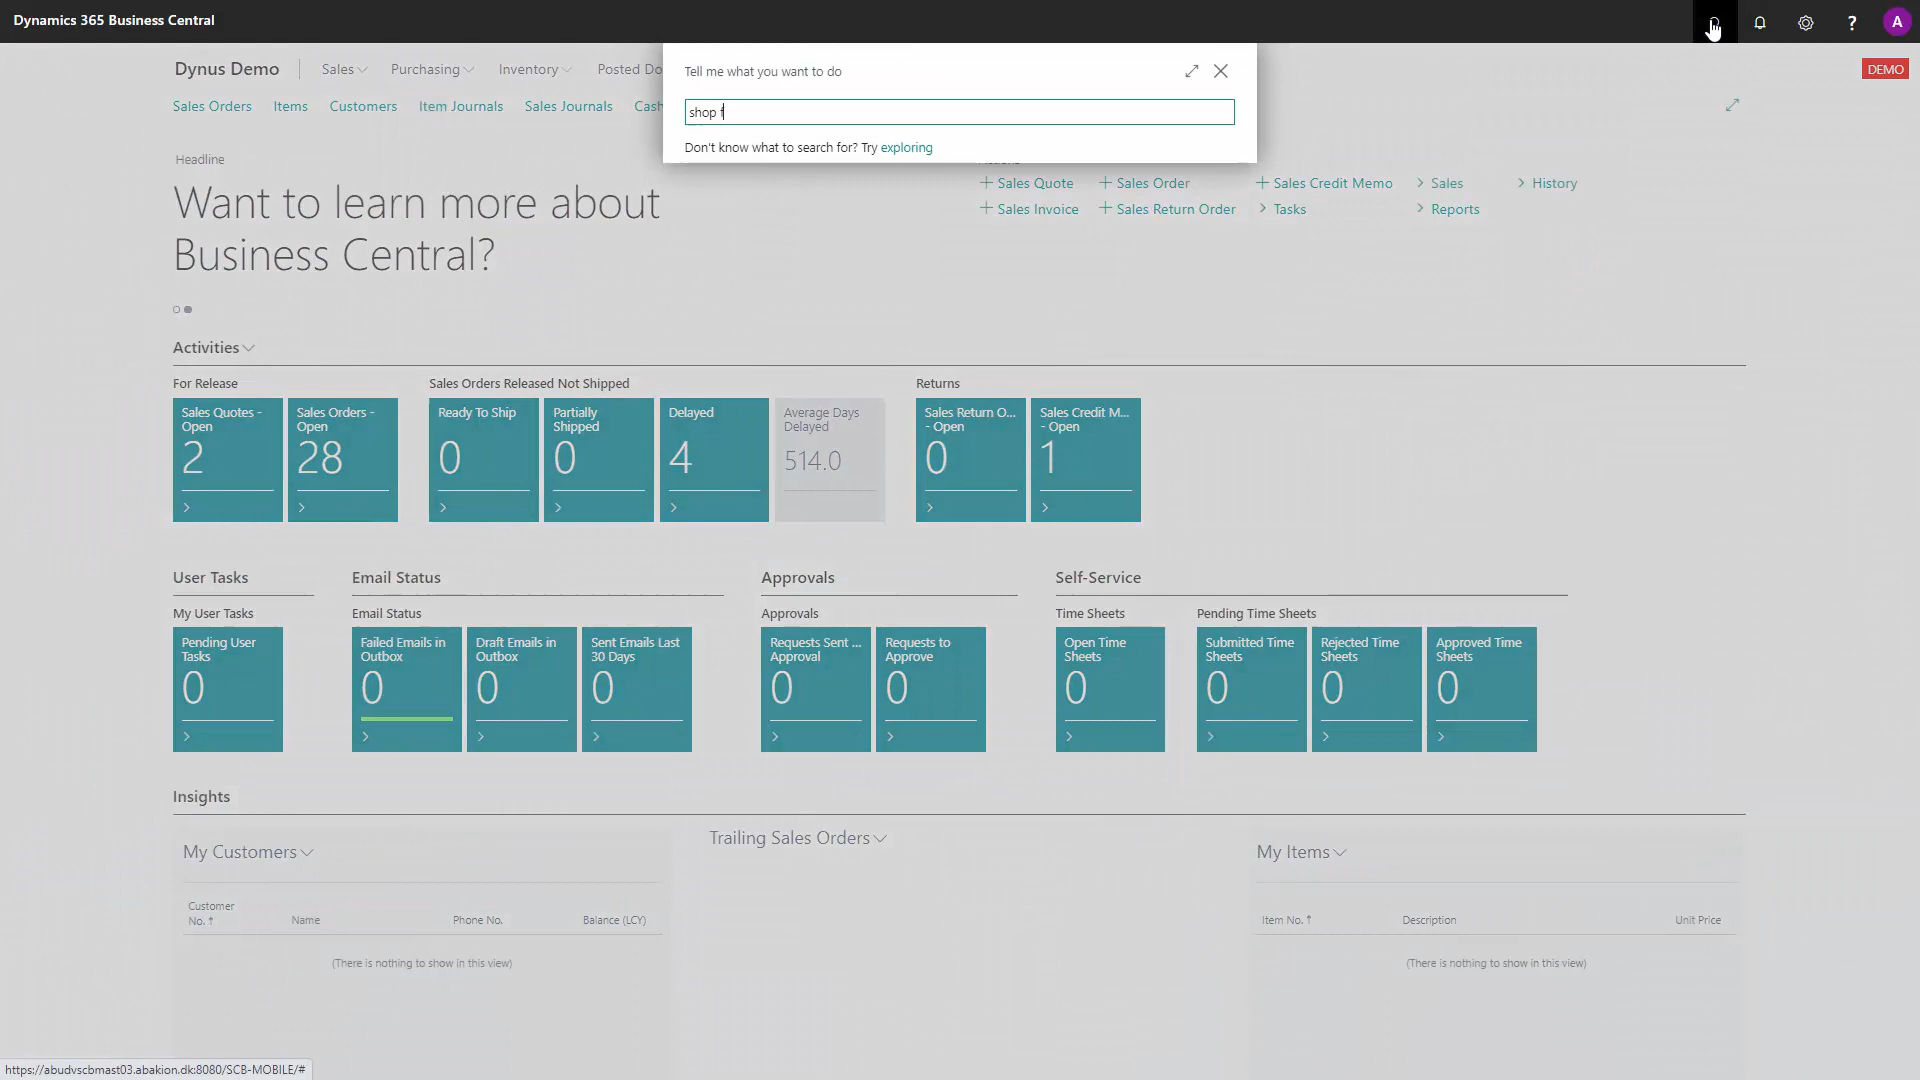 Dynamics 365 Business Central
?
A
Dynus Demo
Sales
Purchasing
Inventory
Posted Do
DEMO
Sales Orders
Items
Customers
Item Journals
Sales Journals
Cash
Tell me what you want to do
shop f
Don't know what to search for? Try exploring
Headline
Want to learn more about
Business Central?
+ Sales Quote
+ Sales Order
+ Sales Credit Memo
> Sales
> History
+ Sales Invoice
+ Sales Return Order
> Tasks
> Reports
Activities
For Release
Sales Orders Released Not Shipped
Returns
Sales Quotes -
Open
2
Sales Orders -
Open
28
Ready To Ship
0
Partially
Shipped
0
Delayed
4
Average Days
Delayed
514.0
Sales Return O...
- Open
0
Sales Credit M...
- Open
1
User Tasks
Email Status
Approvals
Self-Service
My User Tasks
Email Status
Approvals
Time Sheets
Pending Time Sheets
Pending User
Tasks
0
Failed Emails in
Outbox
0
Draft Emails in
Outbox
0
Sent Emails Last
30 Days
0
Requests Sent ...
Approval
0
Requests to
Approve
0
Open Time
Sheets
0
Submitted Time
Sheets
0
Rejected Time
Sheets
0
Approved Time
Sheets
0
Insights
My Customers
Customer
No. ↑
Name
Phone No.
Balance (LCY)
(There is nothing to show in this view)
Trailing Sales Orders
My Items
Item No. ↑
Description
Unit Price
(There is nothing to show in this view)
https://abudvscbmast03.abakion.dk:8080/SCB-MOBILE/#